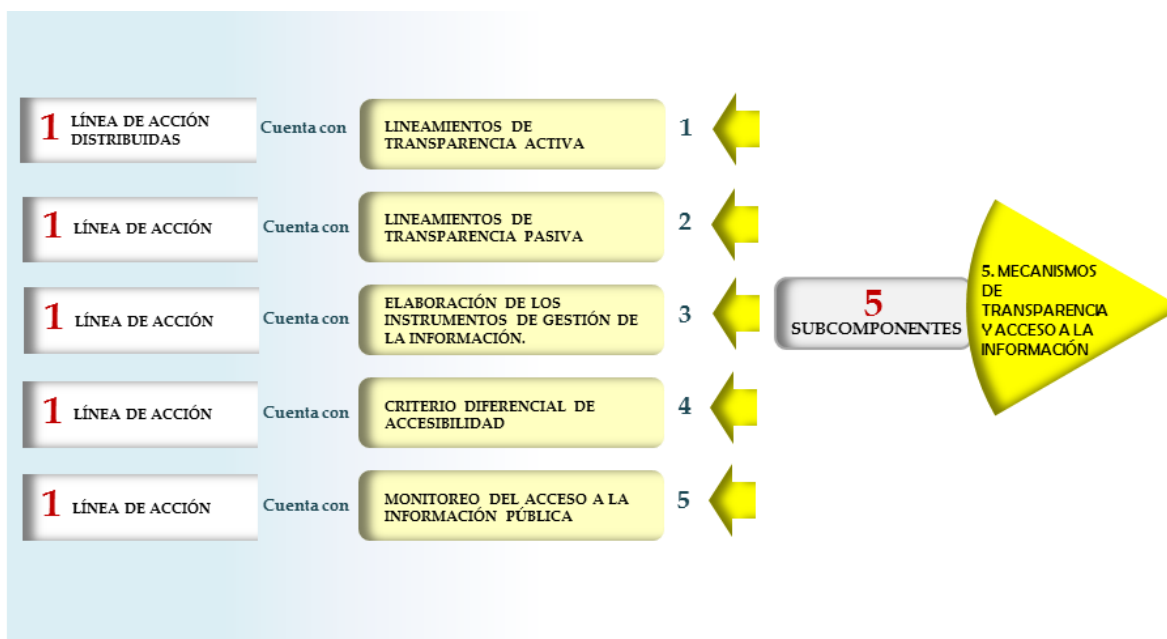 1 LÍNEA DE ACCIÓN
DISTRIBUIDAS
Cuenta con
LINEAMIENTOS DE
TRANSPARENCIA ACTIVA
1
1 LÍNEA DE ACCIÓN
Cuenta con
LINEAMIENTOS DE
TRANSPARENCIA PASIVA
2
1 LÍNEA DE ACCIÓN
Cuenta con
ELABORACIÓN DE LOS
INSTRUMENTOS DE GESTIÓN DE
LA INFORMACIÓN.
3
1 LÍNEA DE ACCIÓN
Cuenta con
CRITERIO DIFERENCIAL DE
ACCESIBILIDAD
4
1 LÍNEA DE ACCIÓN
Cuenta con
MONITOREO DEL ACCESO A LA
INFORMACIÓN PÚBLICA
5
5
SUBCOMPONENTES
5. MECANISMOS
DE
TRANSPARENCIA
Y ACCESO A LA
INFORMACIÓN